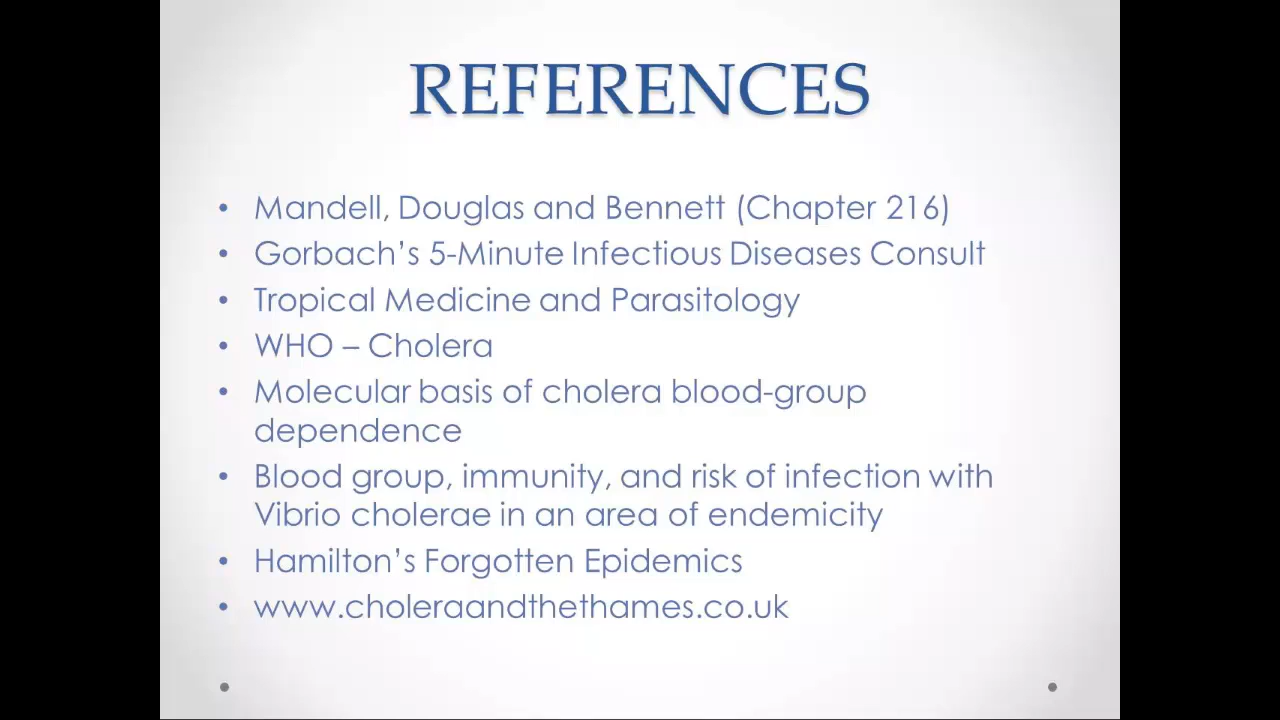 REFERENCES
• Mandell, Douglas and Bennett (Chapter 216)
• Gorbach’s 5-Minute Infectious Diseases Consult
• Tropical Medicine and Parasitology
• WHO – Cholera
• Molecular basis of cholera blood-group
dependence
• Blood group, immunity, and risk of infection with
Vibrio cholerae in an area of endemicity
• Hamilton’s Forgotten Epidemics
• www.choleraandthethames.co.uk